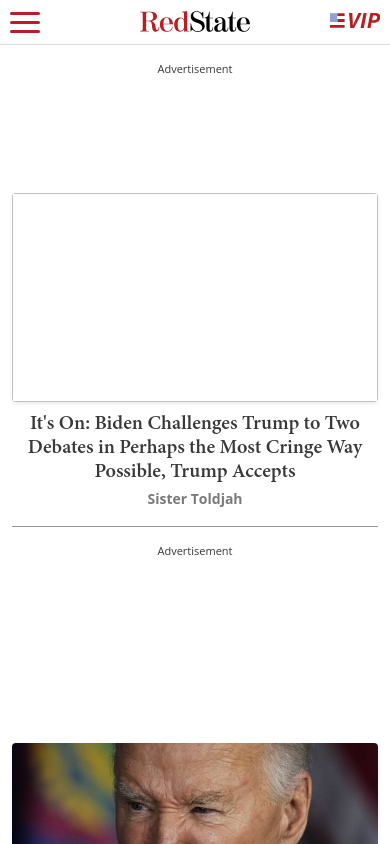 RedState
VIP
Advertisement
It's On: Biden Challenges Trump to Two
Debates in Perhaps the Most Cringe Way
Possible, Trump Accepts
Sister Toldjah
Advertisement